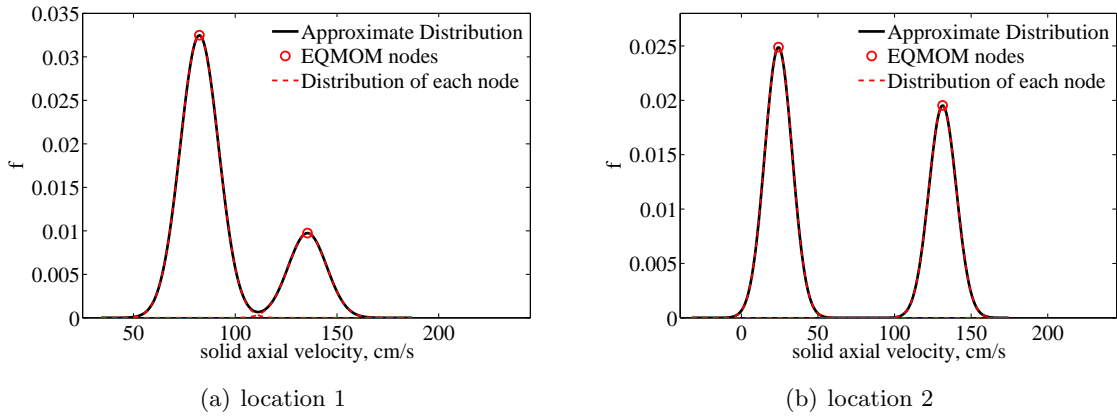 0.035
0.03
0.025
0.02
0.015
0.01
0.005
0
f
50
100
150
200
solid axial velocity, cm/s
Approximate Distribution
EQMOM nodes
Distribution of each node
(a) location 1
0.025
0.02
0.015
0.01
0.005
0
f
0
50
100
150
200
solid axial velocity, cm/s
Approximate Distribution
EQMOM nodes
Distribution of each node
(b) location 2